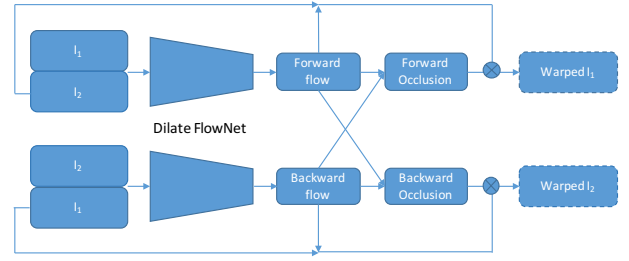 I₁
I₂
Forward
flow
Forward
Occlusion
Warped I₁
Dilate FlowNet
I₂
I₁
Backward
flow
Backward
Occlusion
Warped I₂